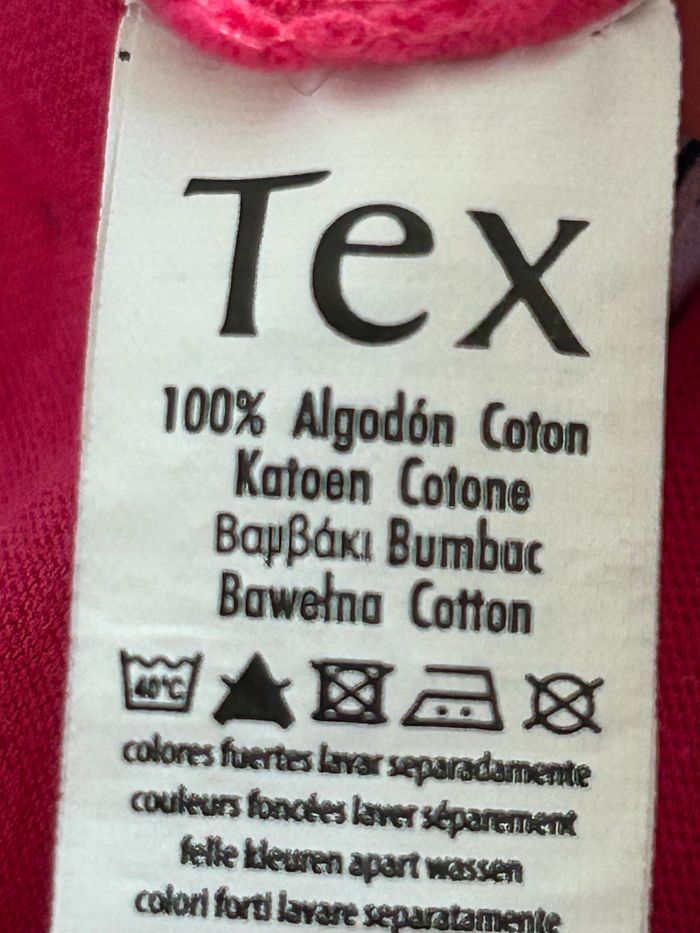 Tex
100% Algodón Coton
Katoen Cotone
Βαμβάκι Bumbac
Bawełna Cotton
40°C
colores fuertes lavar separadamente
couleurs foncées laver séparement
felle kleuren apart wassen
colori forti lavare separatamente